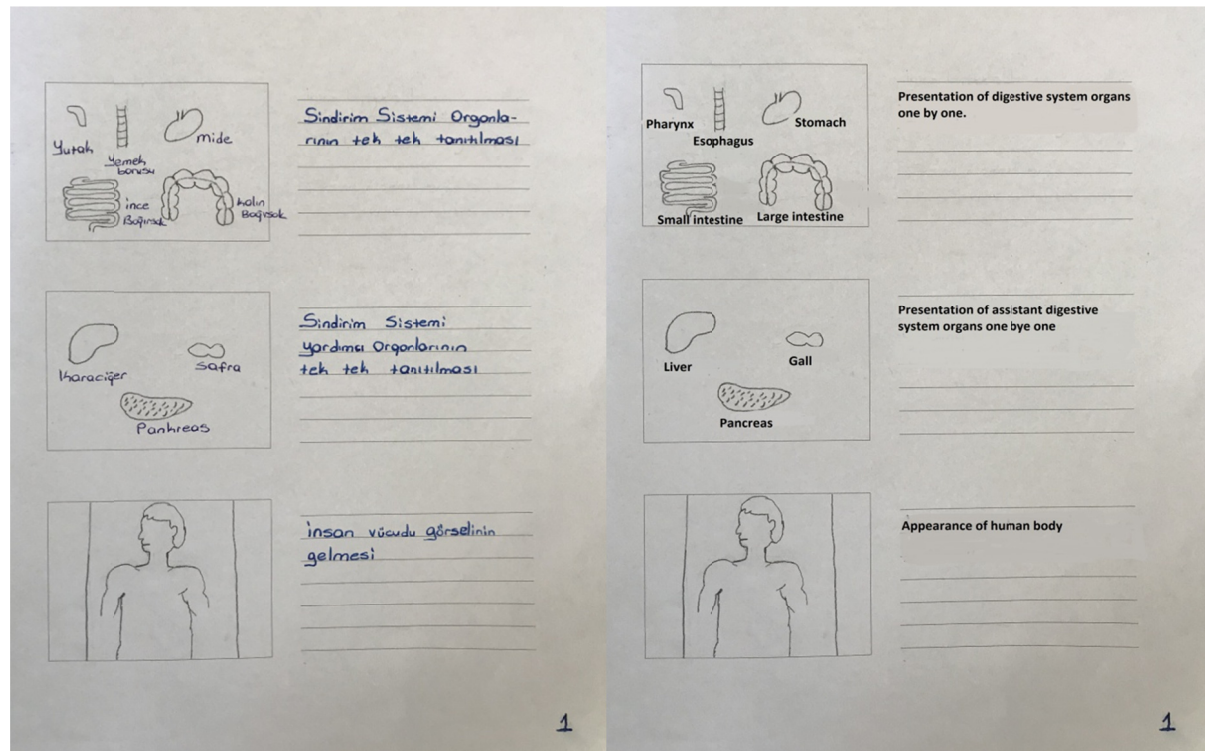 Yutak
Yemek
borusu
mide
ince
Bağırsak
kalın
Bağırsak
Sindirim Sistemi Organla-
rının tek tek tanıtılması
Karaciğer
Safra
Pankreas
Sindirim Sistemi
Yardımcı Organlarının
tek tek tanıtılması
insan vücudu görselinin
gelmesi
1
Pharynx
Esophagus
Stomach
Small intestine
Large intestine
Presentation of digestive system organs
one by one.
Liver
Gall
Pancreas
Presentation of assistant digestive
system organs one bye one
Appearance of human body
1